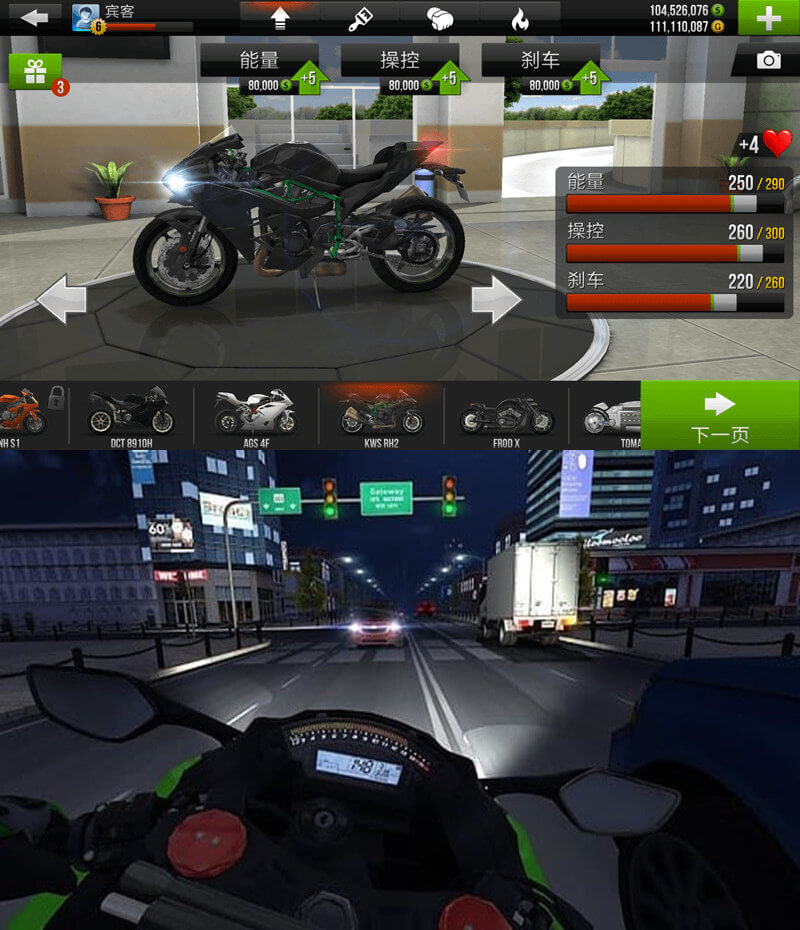 宾客
6
104,526,076
111,110,087
能量
80,000 $ +5
操控
80,000 $ +5
刹车
80,000 $ +5
3
+4
能量
250 / 290
操控
260 / 300
刹车
220 / 260
NH S1
DCT 8910H
AGS 4F
KWS RH2
FROD X
TOMA
下一页
Gateway
60%